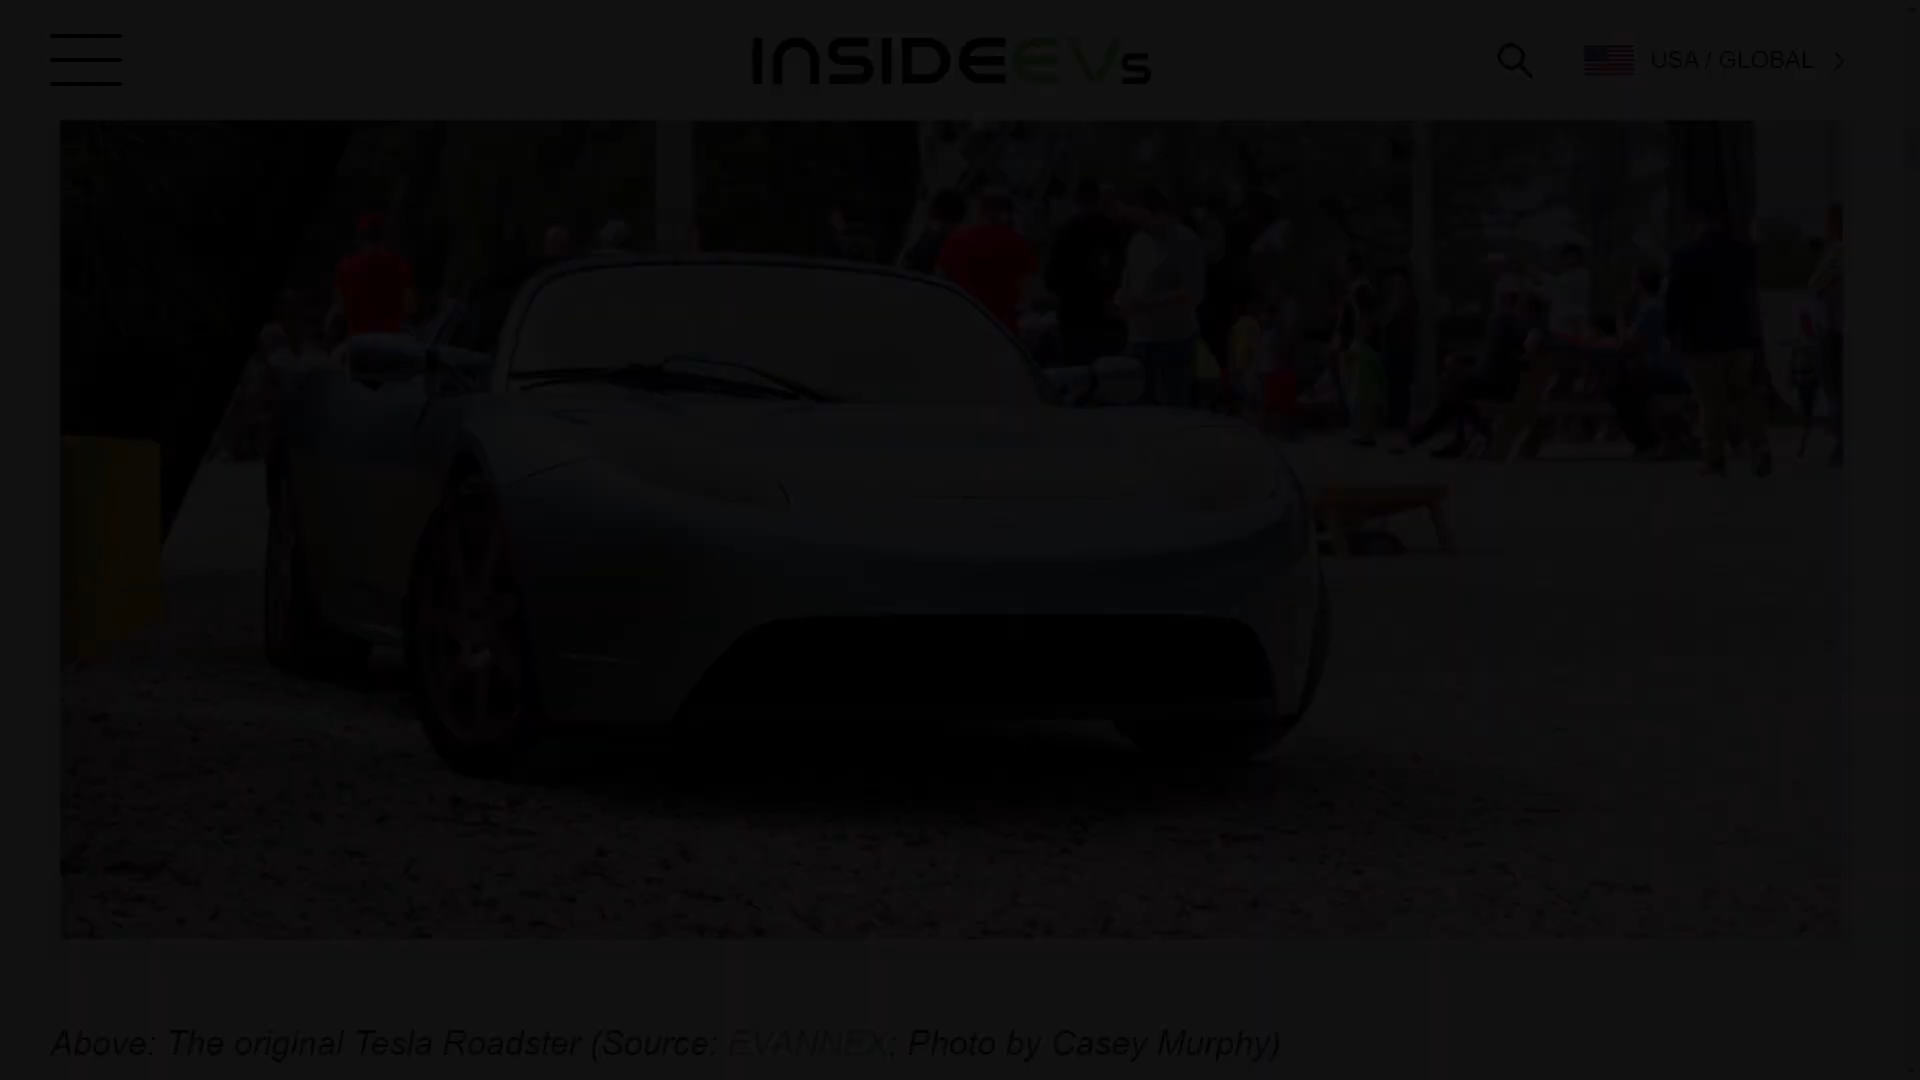 INSIDEEVs
USA / GLOBAL
Above: The original Tesla Roadster (Source: EVANNEX; Photo by Casey Murphy)